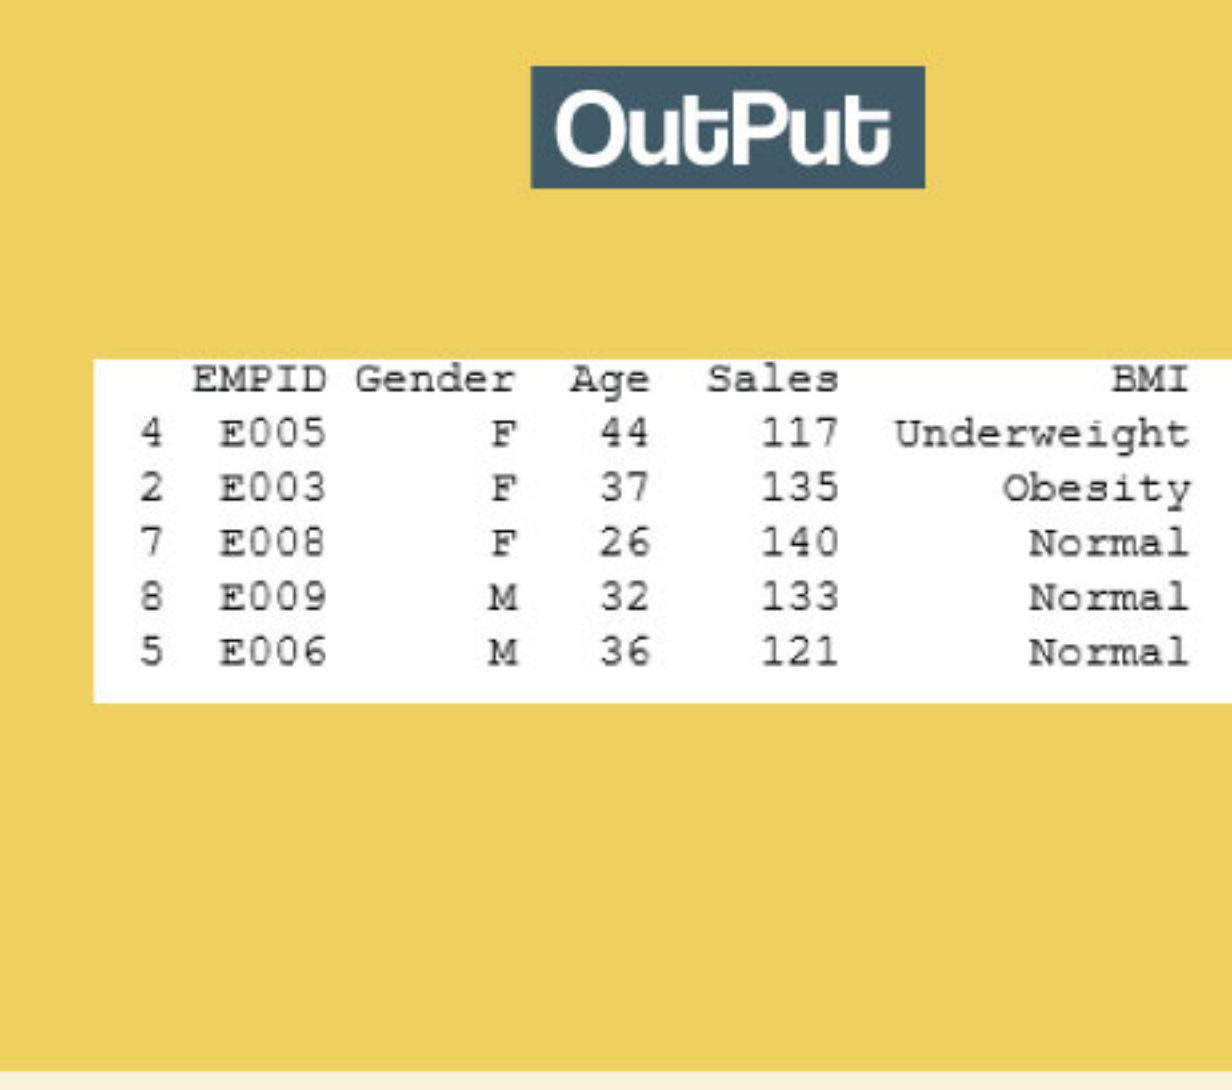 OutPut
EMPID Gender Age Sales BMI
4 E005 F 44 117 Underweight
2 E003 F 37 135 Obesity
7 E008 F 26 140 Normal
8 E009 M 32 133 Normal
5 E006 M 36 121 Normal